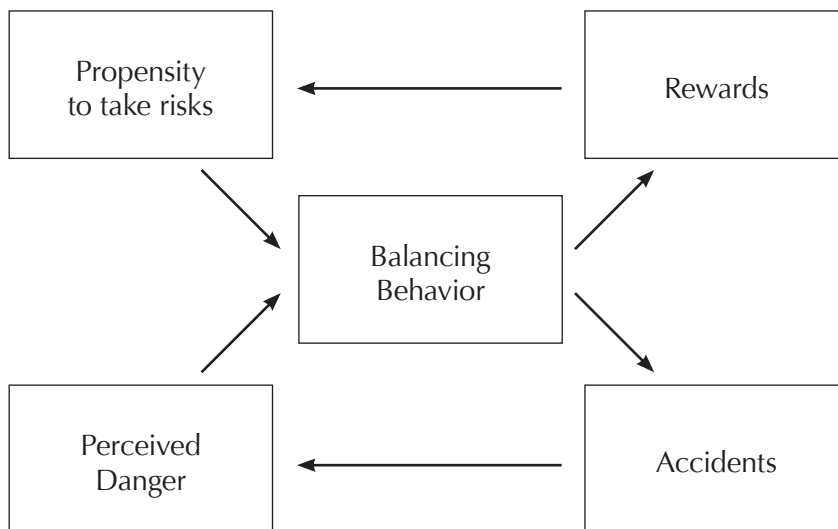 Propensity
to take risks
Rewards
Balancing
Behavior
Perceived
Danger
Accidents